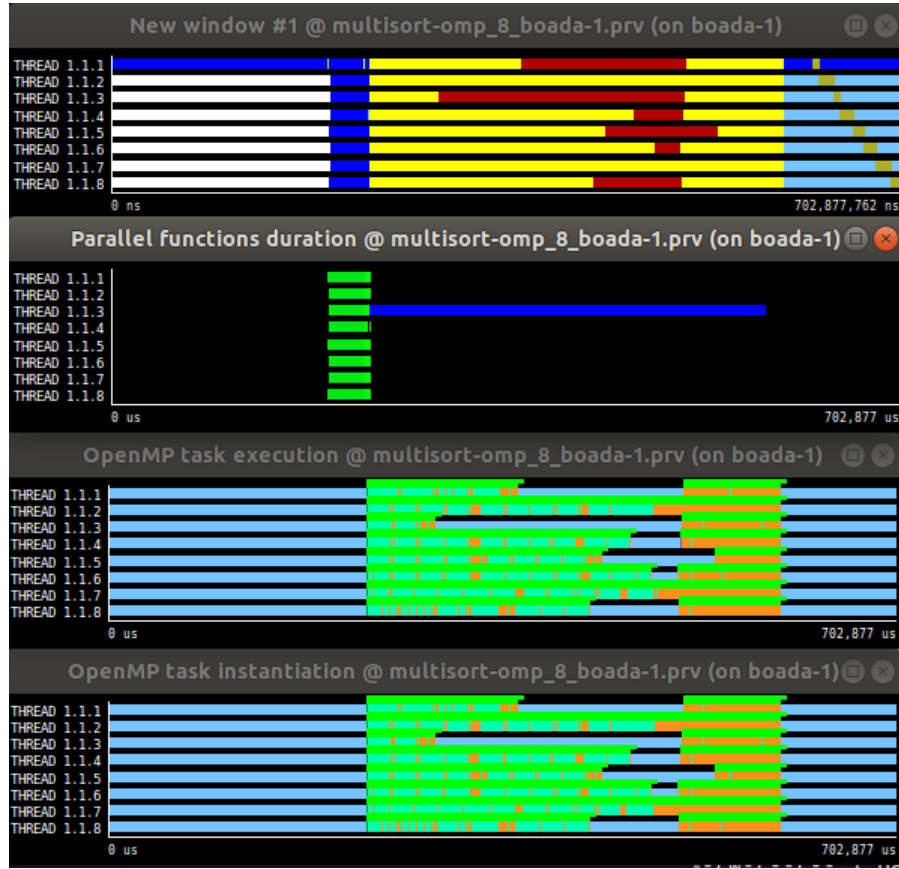 New window #1 @ multisort-omp_8_boada-1.prv (on boada-1)
THREAD 1.1.1
THREAD 1.1.2
THREAD 1.1.3
THREAD 1.1.4
THREAD 1.1.5
THREAD 1.1.6
THREAD 1.1.7
THREAD 1.1.8
0 ns 702,877,762 ns
Parallel functions duration @ multisort-omp_8_boada-1.prv (on boada-1)
THREAD 1.1.1
THREAD 1.1.2
THREAD 1.1.3
THREAD 1.1.4
THREAD 1.1.5
THREAD 1.1.6
THREAD 1.1.7
THREAD 1.1.8
0 us 702,877 us
OpenMP task execution @ multisort-omp_8_boada-1.prv (on boada-1)
THREAD 1.1.1
THREAD 1.1.2
THREAD 1.1.3
THREAD 1.1.4
THREAD 1.1.5
THREAD 1.1.6
THREAD 1.1.7
THREAD 1.1.8
0 us 702,877 us
OpenMP task instantiation @ multisort-omp_8_boada-1.prv (on boada-1)
THREAD 1.1.1
THREAD 1.1.2
THREAD 1.1.3
THREAD 1.1.4
THREAD 1.1.5
THREAD 1.1.6
THREAD 1.1.7
THREAD 1.1.8
0 us 702,877 us